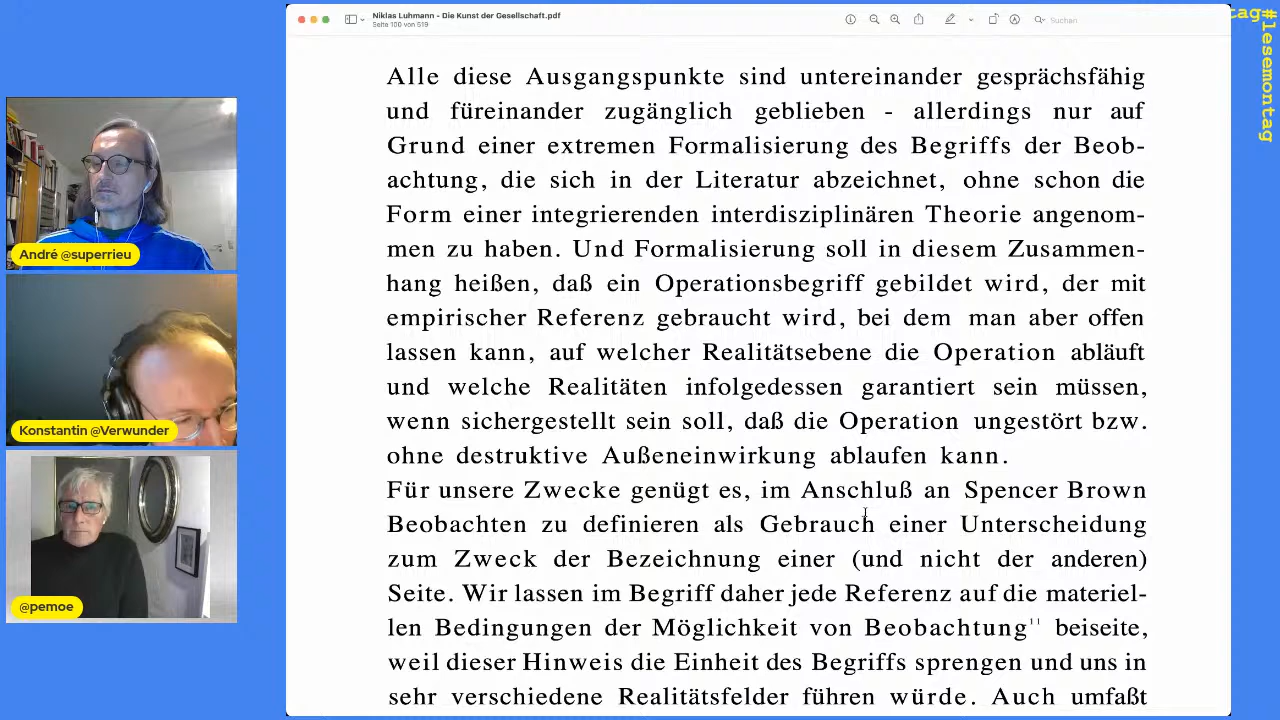 Niklas Luhmann - Die Kunst der Gesellschaft.pdf
Seite 100 von 519
Suchen
tag#
lesemontag
Alle diese Ausgangspunkte sind untereinander gesprächsfähig
und füreinander zugänglich geblieben - allerdings nur auf
Grund einer extremen Formalisierung des Begriffs der Beob-
achtung, die sich in der Literatur abzeichnet, ohne schon die
Form einer integrierenden interdisziplinären Theorie angenom-
men zu haben. Und Formalisierung soll in diesem Zusammen-
hang heißen, daß ein Operationsbegriff gebildet wird, der mit
empirischer Referenz gebraucht wird, bei dem man aber offen
lassen kann, auf welcher Realitätsebene die Operation abläuft
und welche Realitäten infolgedessen garantiert sein müssen,
wenn sichergestellt sein soll, daß die Operation ungestört bzw.
ohne destruktive Außeneinwirkung ablaufen kann.
Für unsere Zwecke genügt es, im Anschluß an Spencer Brown
Beobachten zu definieren als Gebrauch einer Unterscheidung
zum Zweck der Bezeichnung einer (und nicht der anderen)
Seite. Wir lassen im Begriff daher jede Referenz auf die materiel-
len Bedingungen der Möglichkeit von Beobachtung¹¹ beiseite,
weil dieser Hinweis die Einheit des Begriffs sprengen und uns in
sehr verschiedene Realitätsfelder führen würde. Auch umfaßt
André @superrieu
Konstantin @Verwunder
@pemoe